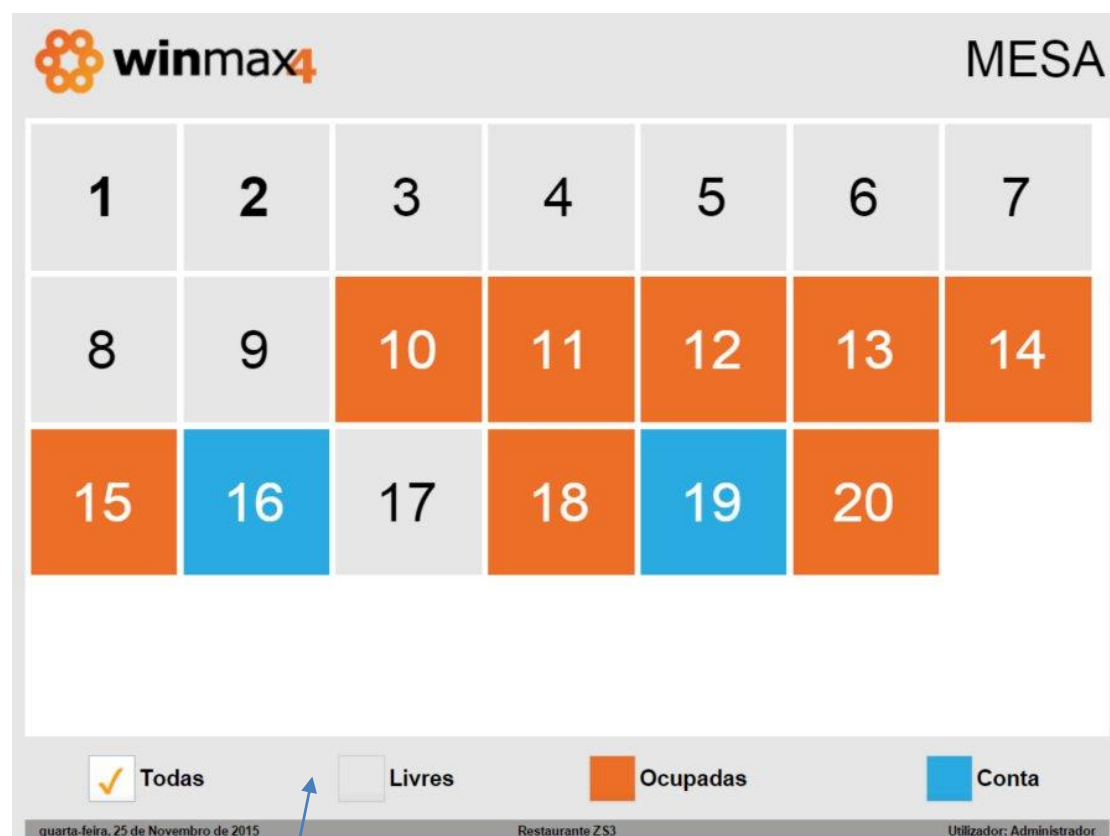 winmax4 MESA
1 2 3 4 5 6 7
8 9 10 11 12 13 14
15 16 17 18 19 20
Todas Livres Ocupadas Conta
quarta-feira, 25 de Novembro de 2015 Restaurante ZS3 Utilizador: Administrador